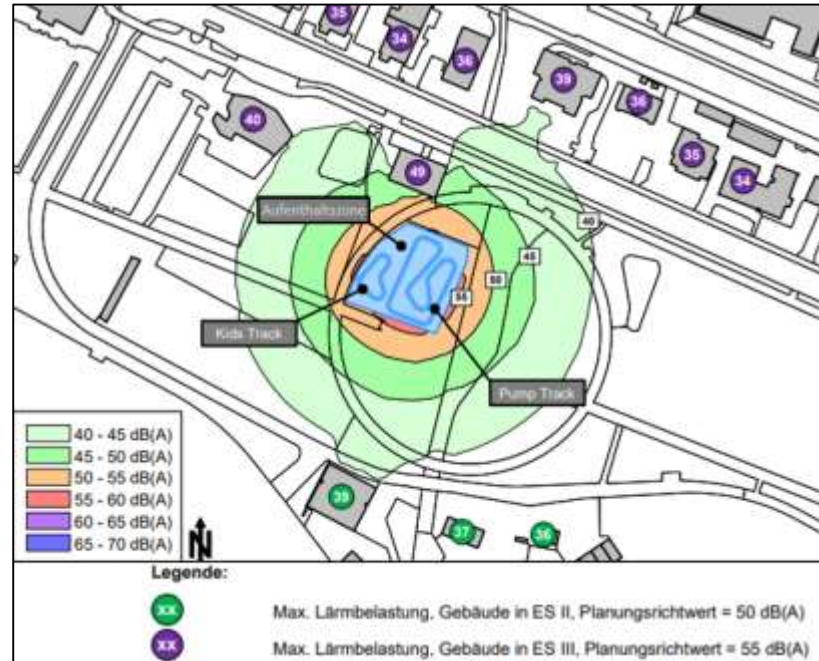 35
34
36
39
36
35
34
40
49
Aufenthaltszone
40
45
50
55
Kids Track
Pump Track
40 - 45 dB(A)
45 - 50 dB(A)
50 - 55 dB(A)
55 - 60 dB(A)
60 - 65 dB(A)
65 - 70 dB(A)
N
39
37
36
Legende:
xx Max. Lärmbelastung, Gebäude in ES II, Planungsrichtwert = 50 dB(A)
xx Max. Lärmbelastung, Gebäude in ES III, Planungsrichtwert = 55 dB(A)